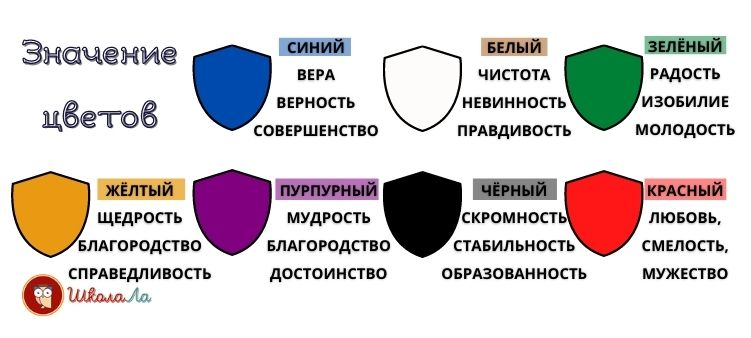 Значение
цветов
СИНИЙ
ВЕРА
ВЕРНОСТЬ
СОВЕРШЕНСТВО
БЕЛЫЙ
ЧИСТОТА
НЕВИННОСТЬ
ПРАВДИВОСТЬ
ЗЕЛЁНЫЙ
РАДОСТЬ
ИЗОБИЛИЕ
МОЛОДОСТЬ
ЖЁЛТЫЙ
ЩЕДРОСТЬ
БЛАГОРОДСТВО
СПРАВЕДЛИВОСТЬ
ПУРПУРНЫЙ
МУДРОСТЬ
БЛАГОРОДСТВО
ДОСТОИНСТВО
ЧЁРНЫЙ
СКРОМНОСТЬ
СТАБИЛЬНОСТЬ
ОБРАЗОВАННОСТЬ
КРАСНЫЙ
ЛЮБОВЬ,
СМЕЛОСТЬ,
МУЖЕСТВО
ШколаЛа